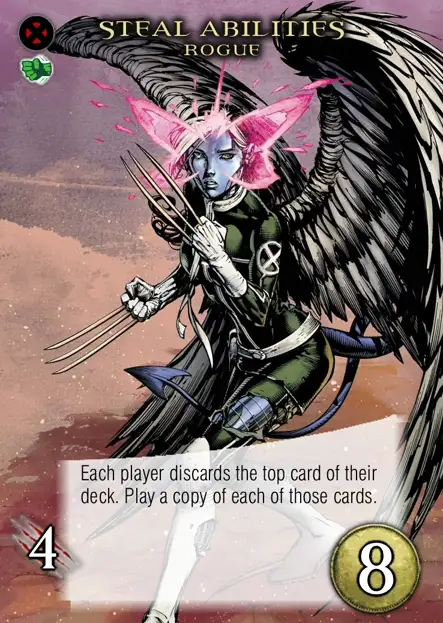 STEAL ABILITIES
ROGUE
Each player discards the top card of their
deck. Play a copy of each of those cards.
4
8